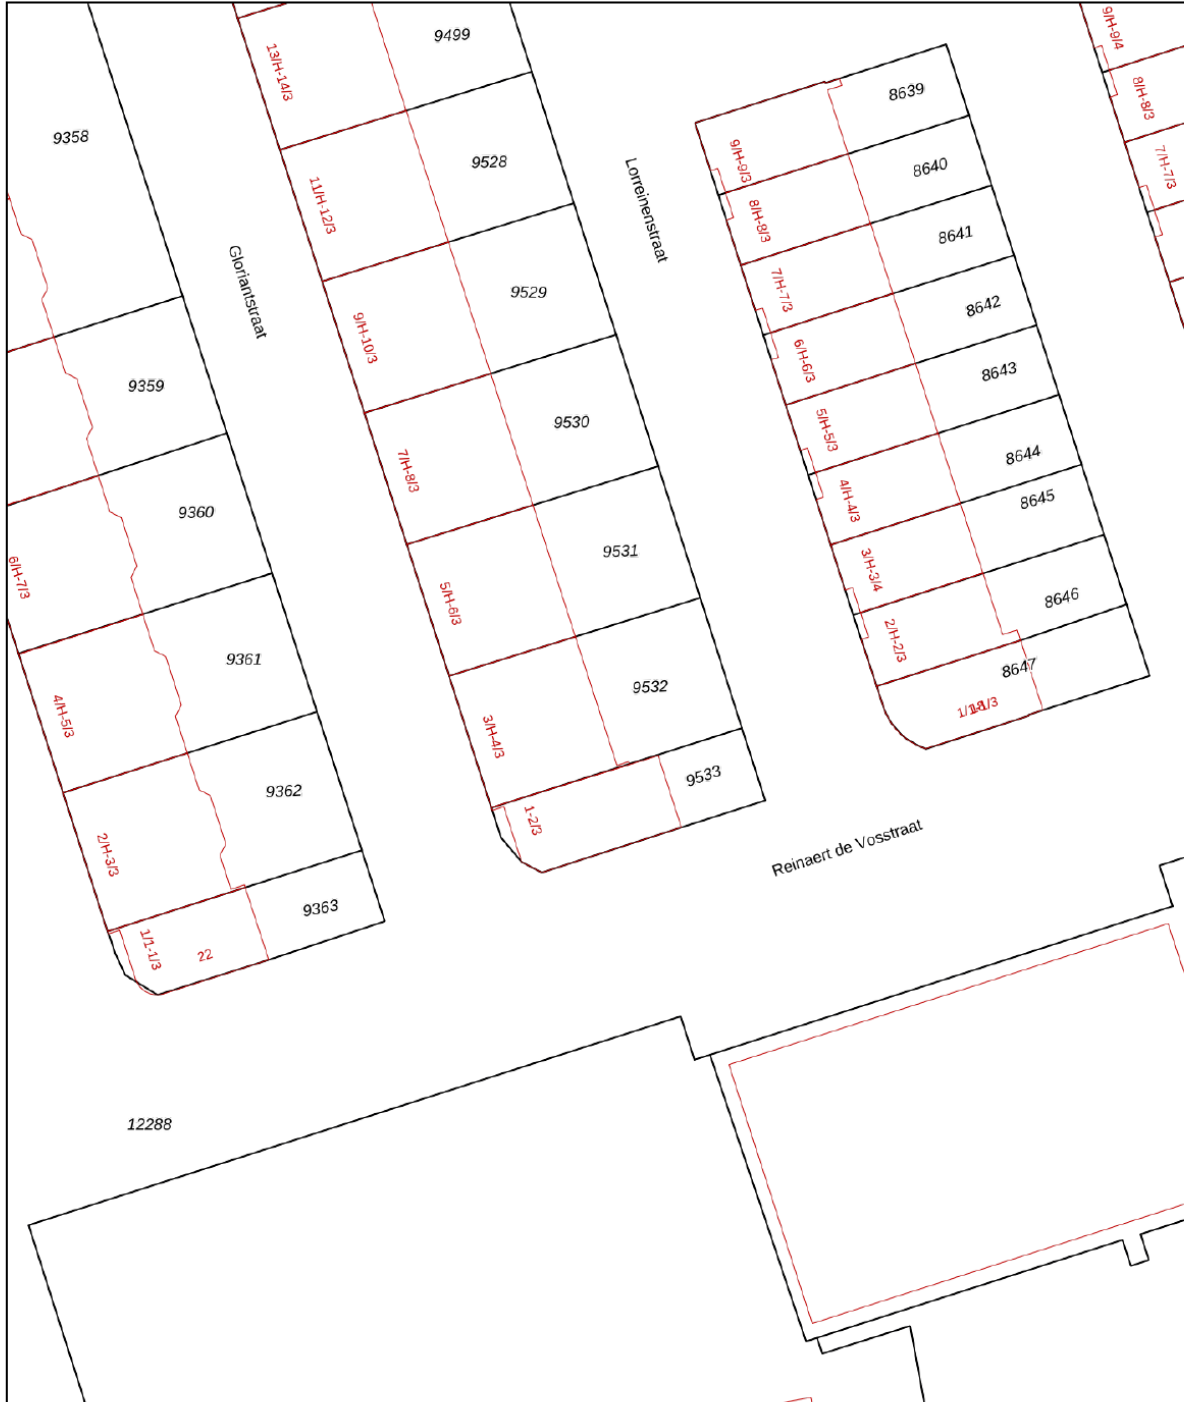 9499
9/H-9/4
13/H-14/3
8639
8/H-8/3
9358
9528
9/H-9/3
8640
7/H-7/3
Lorreinenstraat
11/H-12/3
8/H-8/3
8641
Gloriantstraat
9529
7/H-7/3
8642
9/H-10/3
6/H-6/3
8643
9359
9530
5/H-5/3
8644
7/H-8/3
4/H-4/3
8645
9360
9531
3/H-3/4
6/H-7/3
5/H-6/3
8646
2/H-2/3
9361
9532
8647
4/H-5/3
3/H-4/3
9362
9533
1-2/3
Reinaert de Vosstraat
2/H-3/3
9363
1/1-1/3
22
12288